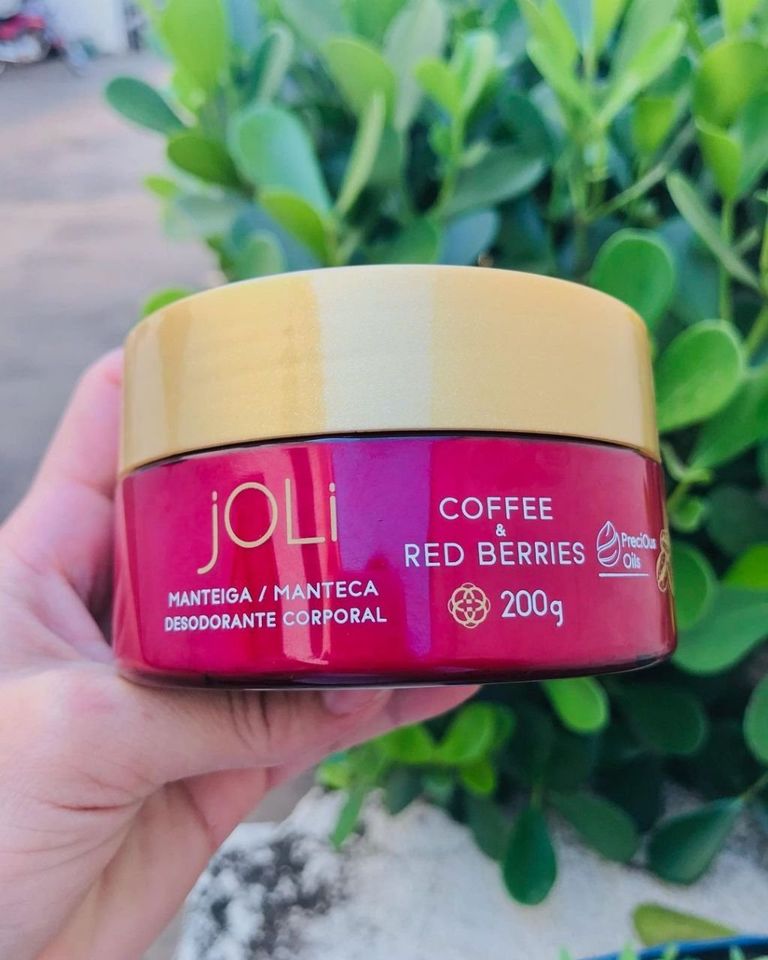 jOLi
MANTEIGA / MANTECA
DESODORANTE CORPORAL
COFFEE
&
RED BERRIES
200g
PreciOus
Oils